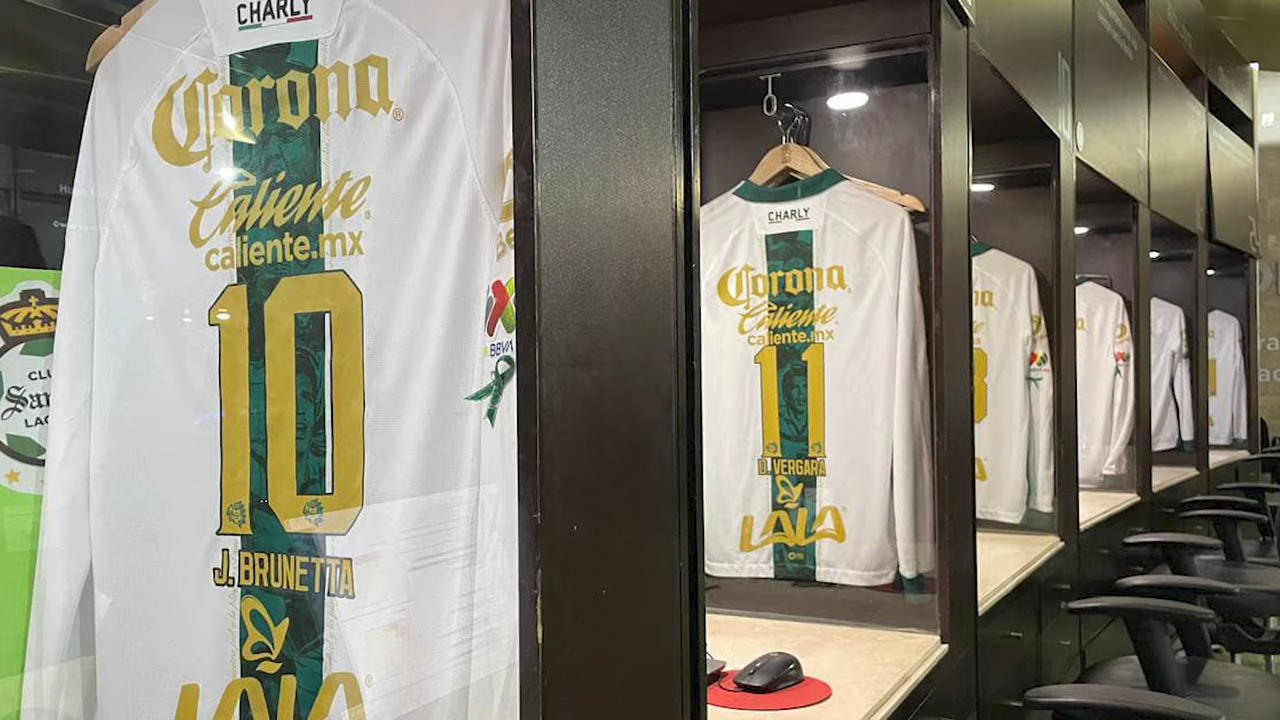 CHARLY
Corona
Caliente
caliente.mx
10
J. BRUNETTA
LALA
BBVA
CHARLY
Corona
Caliente
caliente.mx
11
D. VERGARA
LALA